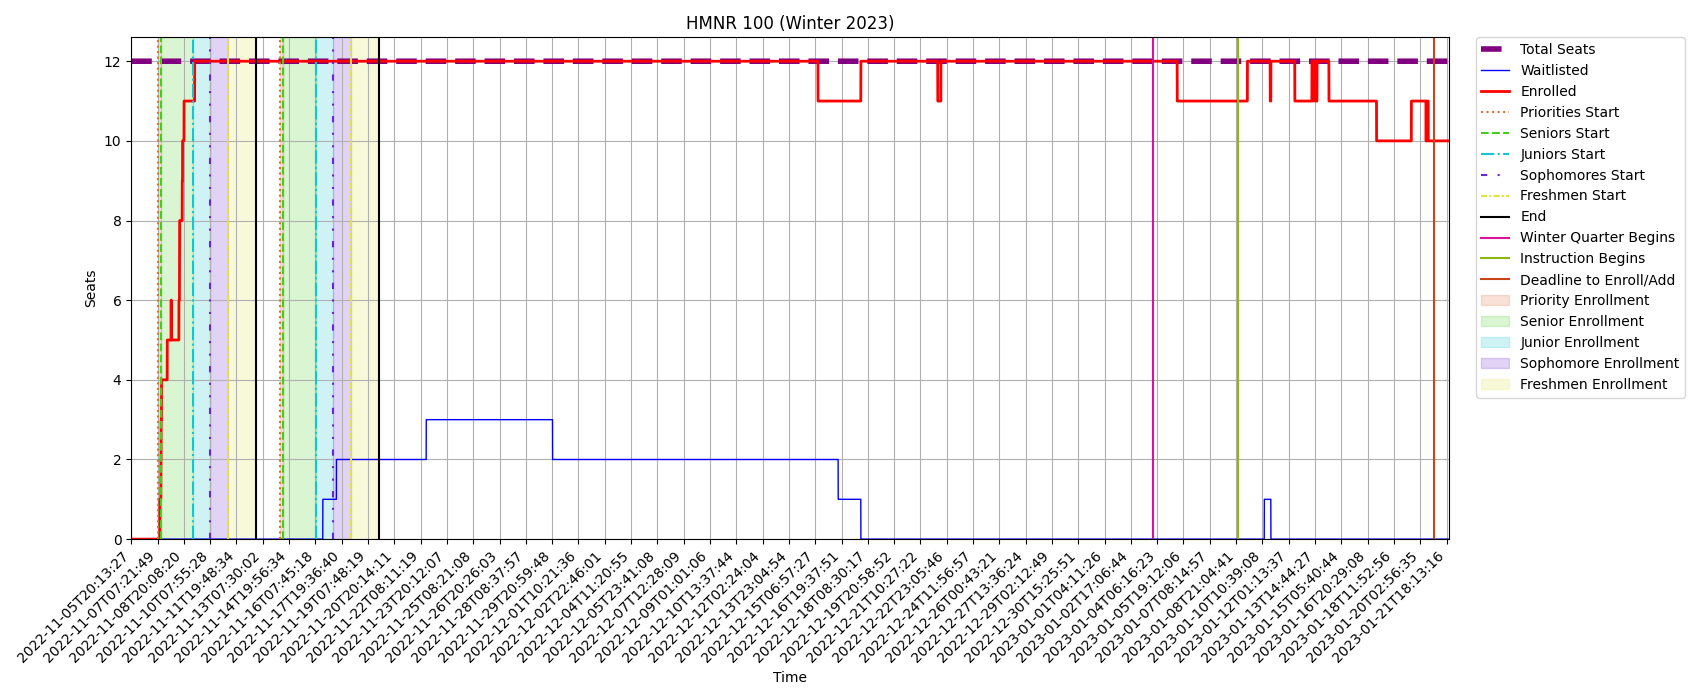 HMNR 100 (Winter 2023)
Seats
12
10
8
6
4
2
0
2022-11-05T20:13:27
2022-11-07T07:21:49
2022-11-08T20:08:20
2022-11-10T07:55:28
2022-11-11T19:48:34
2022-11-13T07:30:02
2022-11-14T19:56:34
2022-11-16T07:45:18
2022-11-17T19:36:40
2022-11-19T07:48:19
2022-11-20T20:14:11
2022-11-22T08:11:19
2022-11-23T20:12:07
2022-11-25T08:21:08
2022-11-26T20:26:03
2022-11-28T08:37:57
2022-11-29T20:59:48
2022-12-01T10:21:36
2022-12-02T22:46:01
2022-12-04T11:20:55
2022-12-05T23:41:08
2022-12-07T12:28:09
2022-12-09T01:01:06
2022-12-10T13:37:44
2022-12-12T02:24:04
2022-12-13T23:04:54
2022-12-15T06:57:27
2022-12-16T19:37:51
2022-12-18T08:30:17
2022-12-19T20:58:52
2022-12-21T10:27:22
2022-12-22T23:05:46
2022-12-24T11:56:57
2022-12-26T00:43:21
2022-12-27T13:36:24
2022-12-29T02:12:49
2022-12-30T15:25:51
2023-01-01T04:11:26
2023-01-02T17:06:44
2023-01-04T06:16:23
2023-01-05T19:12:06
2023-01-07T08:14:57
2023-01-08T21:04:41
2023-01-10T10:39:08
2023-01-12T01:13:37
2023-01-13T14:44:27
2023-01-15T05:40:44
2023-01-16T20:29:08
2023-01-18T11:52:56
2023-01-20T02:56:35
2023-01-21T18:13:16
Time
Total Seats
Waitlisted
Enrolled
Priorities Start
Seniors Start
Juniors Start
Sophomores Start
Freshmen Start
End
Winter Quarter Begins
Instruction Begins
Deadline to Enroll/Add
Priority Enrollment
Senior Enrollment
Junior Enrollment
Sophomore Enrollment
Freshmen Enrollment